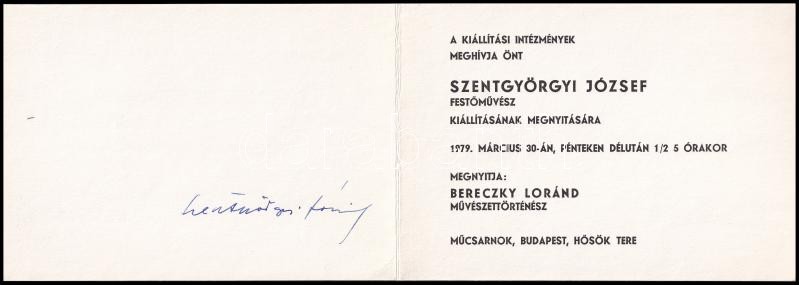 A KIÁLLÍTÁSI INTÉZMÉNYEK
MEGHÍVJA ÖNT
SZENTGYÖRGYI JÓZSEF
FESTŐMŰVÉSZ
KIÁLLÍTÁSÁNAK MEGNYITÁSÁRA
1979. MÁRCIUS 30-ÁN, PÉNTEKEN DÉLUTÁN 1/2 5 ÓRAKOR
MEGNYITJA:
BERECZKY LORÁND
MŰVÉSZETTÖRTÉNÉSZ
MŰCSARNOK, BUDAPEST, HŐSÖK TERE